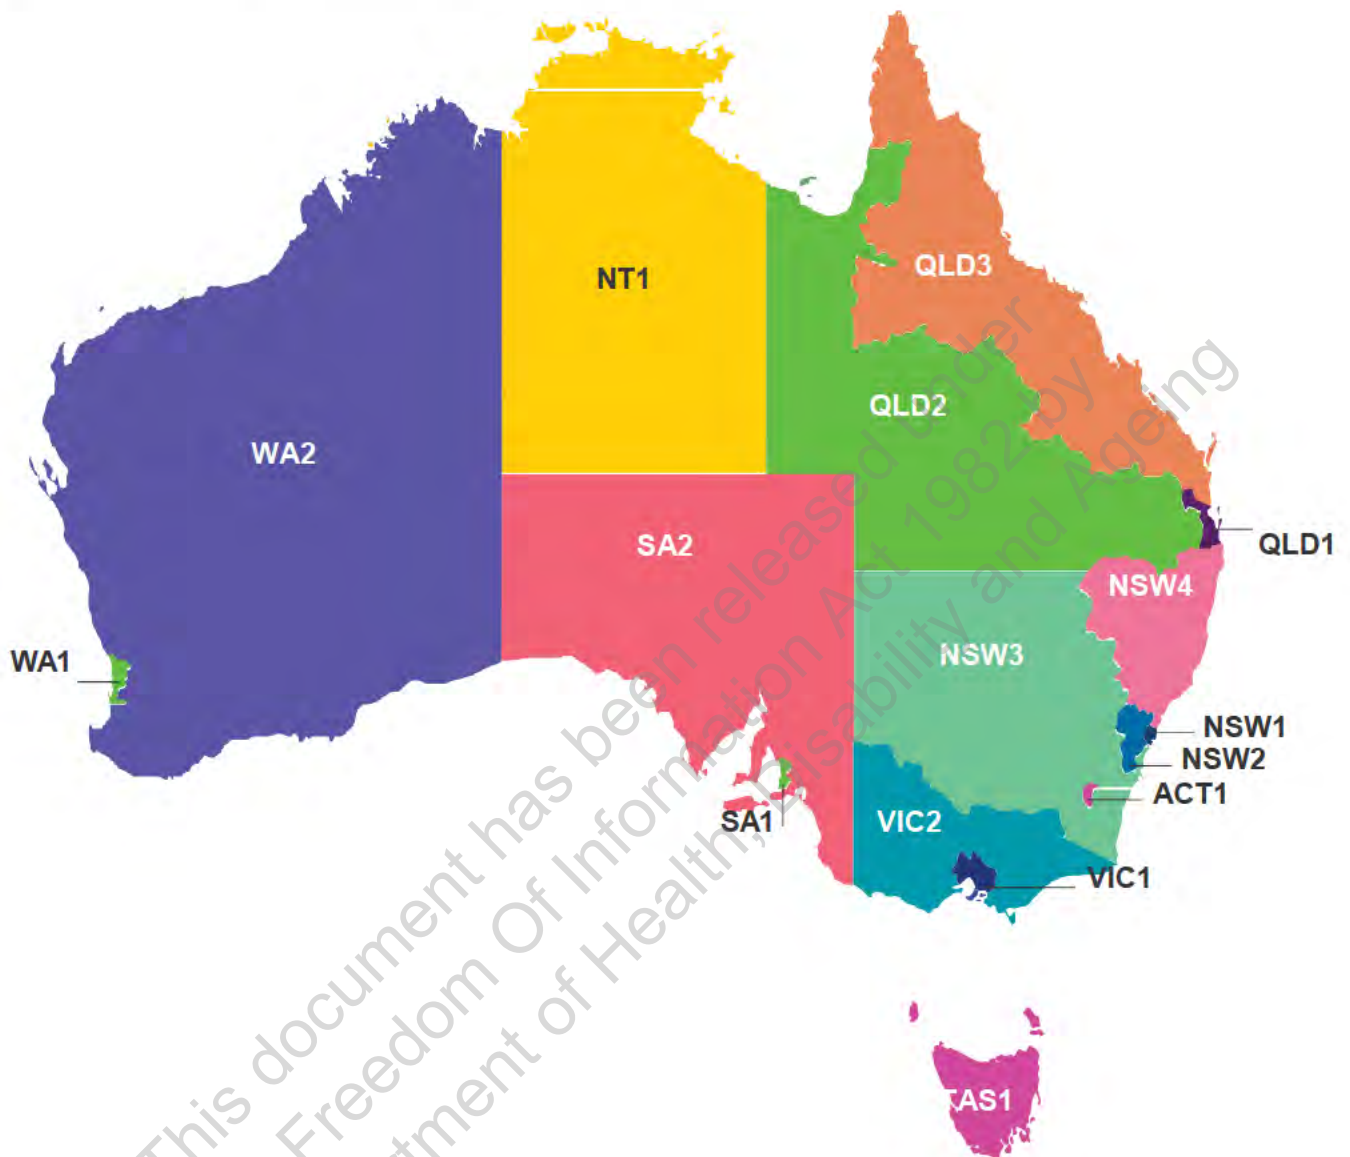 NT1
QLD3
QLD2
WA2
SA2
QLD1
NSW4
NSW3
WA1
NSW1
NSW2
ACT1
SA1
VIC2
VIC1
TAS1
This document has been released under
Freedom Of Information Act 1982 by
Department of Health, Disability and Ageing